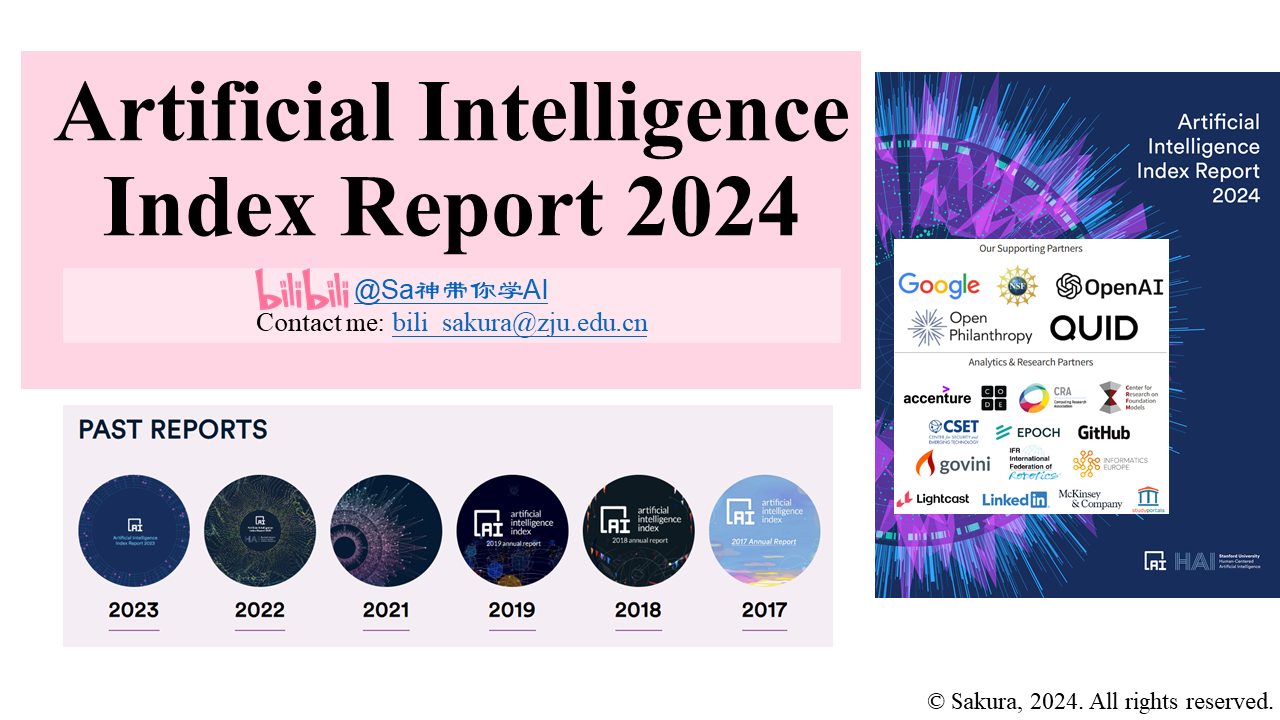 Artificial Intelligence
Index Report 2024
bilibili @Sa神带你学AI
Contact me: bili_sakura@zju.edu.cn
PAST REPORTS
AI
Artificial Intelligence
Index Report 2023
AI
Artificial Intelligence
HAI
AI artificial
intelligence
index
2019 annual report
AI artificial
intelligence
index
2018 annual report
AI artificial
intelligence
index
2017 Annual Report
2023
2022
2021
2019
2018
2017
Artificial
Intelligence
Index Report
2024
Our Supporting Partners
Google
NSF
OpenAI
Open
Philanthropy
QUID
Analytics & Research Partners
accenture
CODE
CRA
Computing Research
Association
Center for
Research on
Foundation
Models
CSET
CENTER for SECURITY and
EMERGING TECHNOLOGY
EPOCH
GitHub
govini
IFR
International
Federation of
Robotics
INFORMATICS
EUROPE
Lightcast
LinkedIn
McKinsey
& Company
studyportals
AI HAI
Stanford University
Human-Centered
Artificial Intelligence
© Sakura, 2024. All rights reserved.